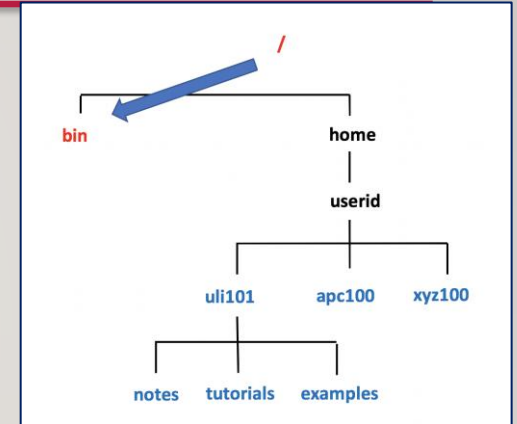 /
bin
home
userid
uli101
apc100
xyz100
notes
tutorials
examples